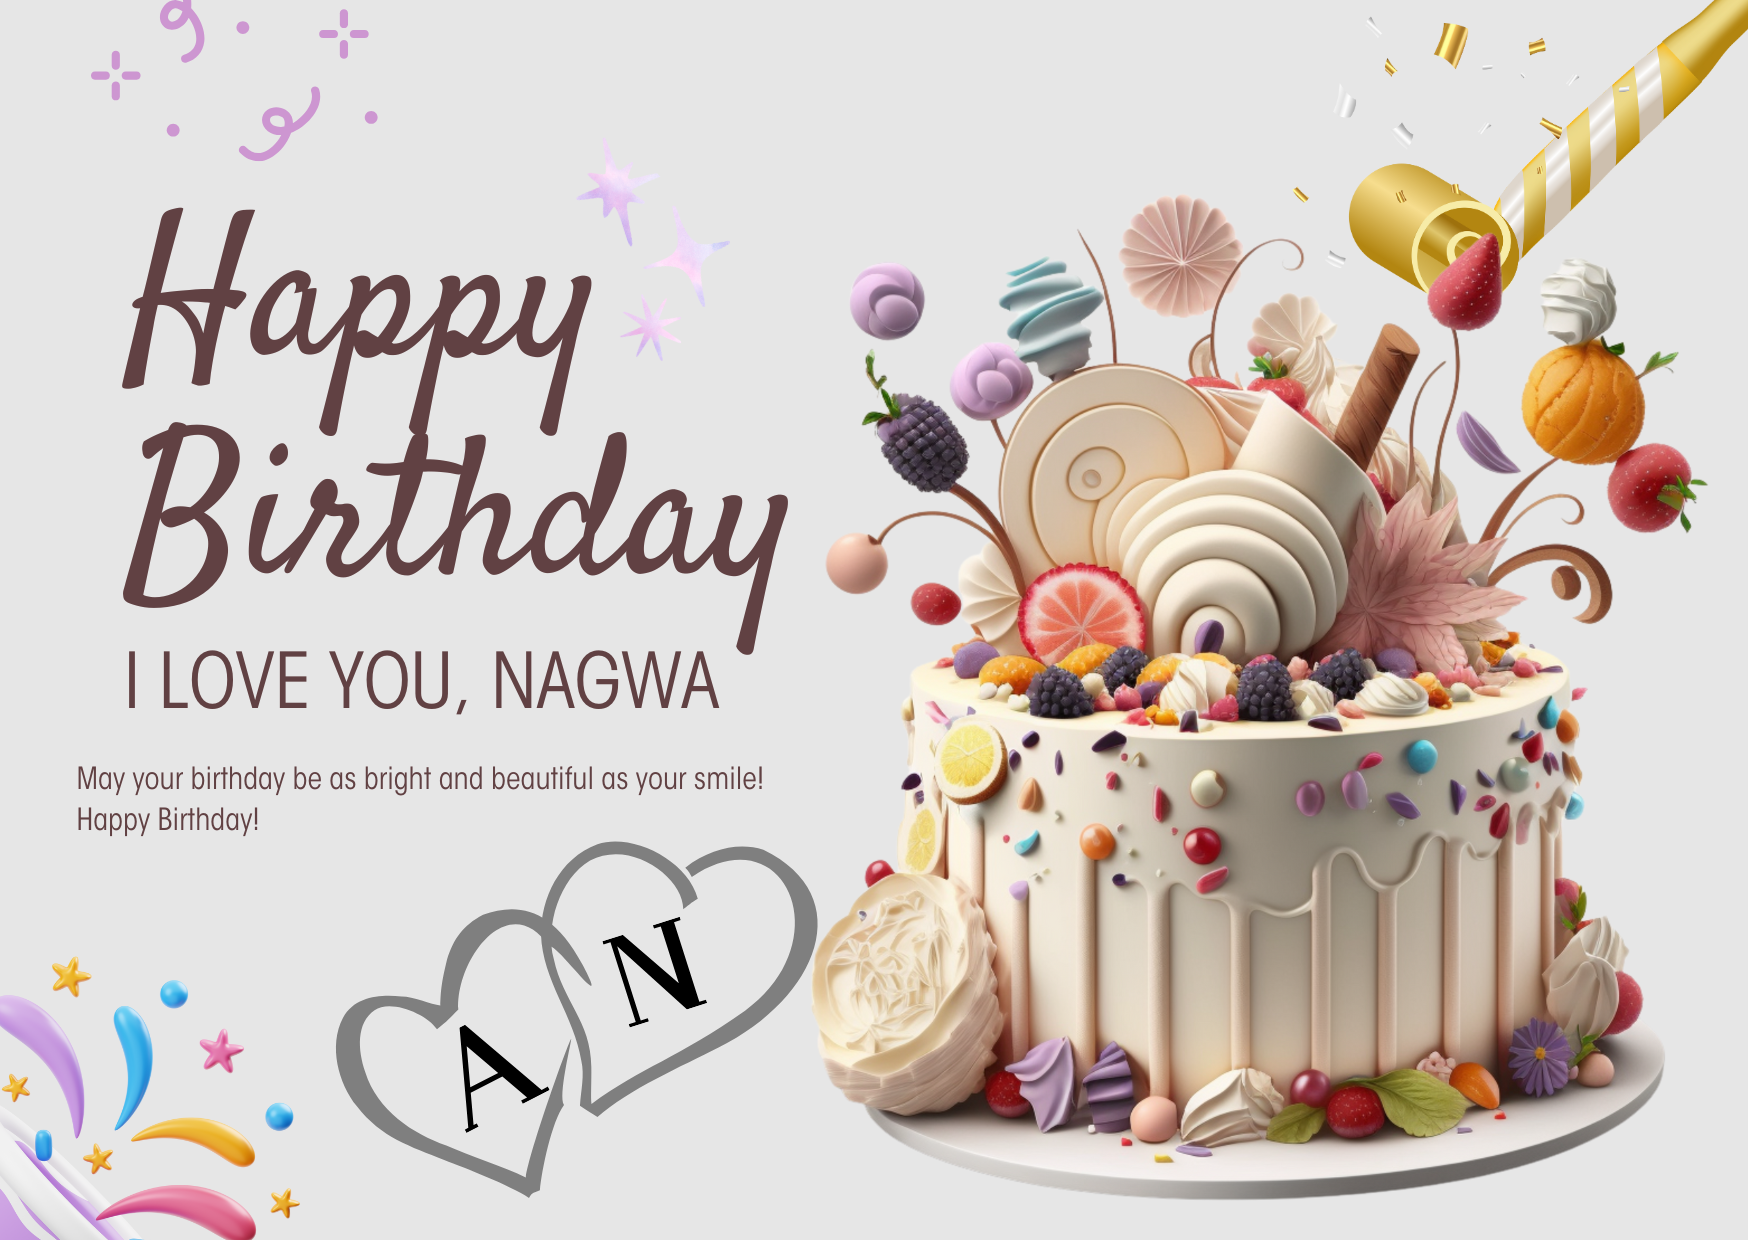 Happy
Birthday
I LOVE YOU, NAGWA
May your birthday be as bright and beautiful as your smile!
Happy Birthday!
N
A